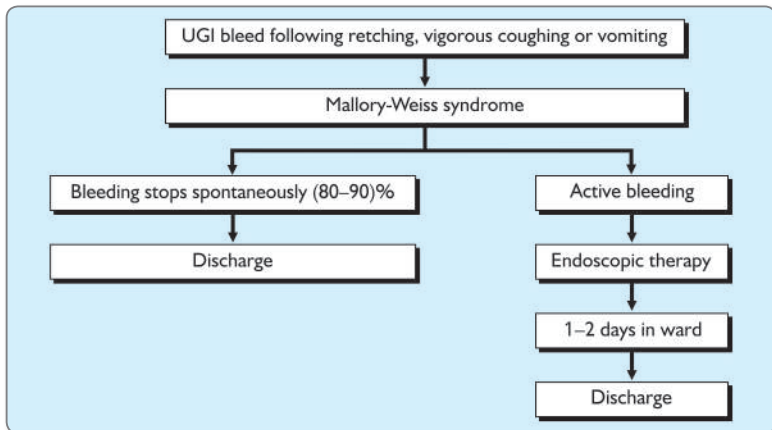 UGI bleed following retching, vigorous coughing or vomiting
Mallory-Weiss syndrome
Bleeding stops spontaneously (80–90)%
Discharge
Active bleeding
Endoscopic therapy
1–2 days in ward
Discharge